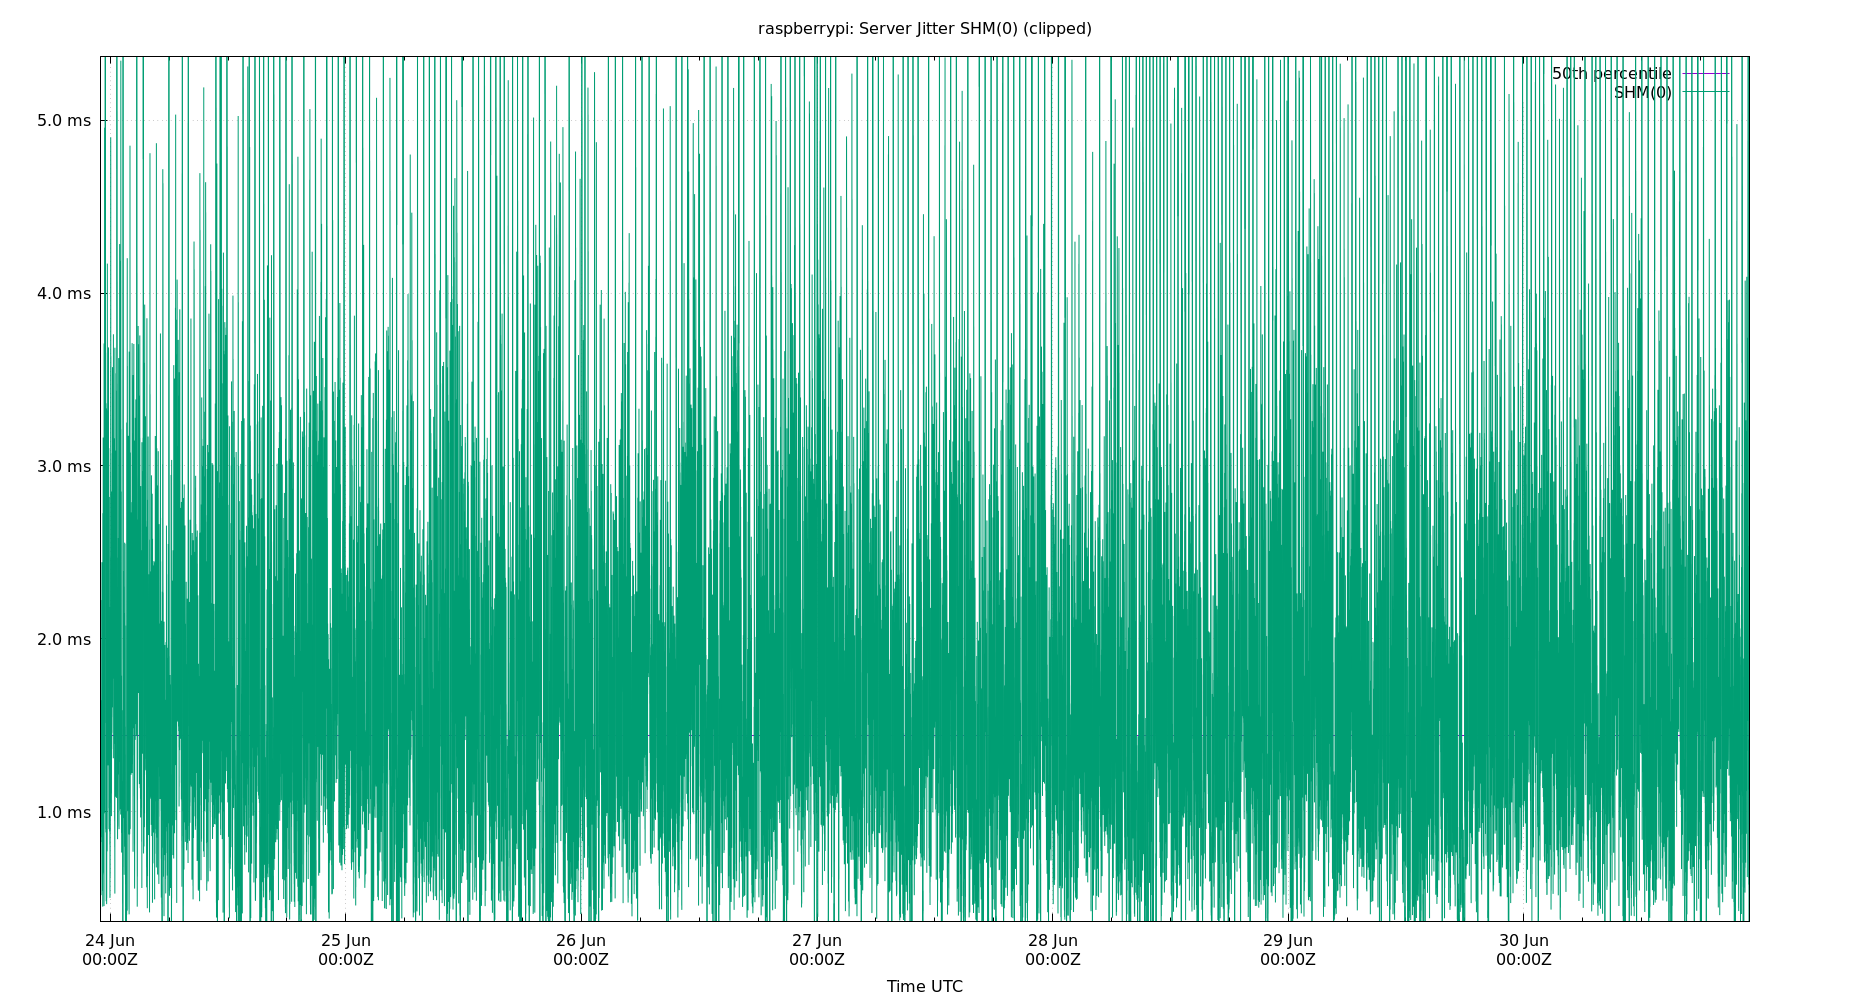 raspberrypi: Server Jitter SHM(0) (clipped)
50th percentile
SHM(0)
5.0 ms
4.0 ms
3.0 ms
2.0 ms
1.0 ms
24 Jun 25 Jun 26 Jun 27 Jun 28 Jun 29 Jun 30 Jun
00:00Z 00:00Z 00:00Z 00:00Z 00:00Z 00:00Z 00:00Z
Time UTC